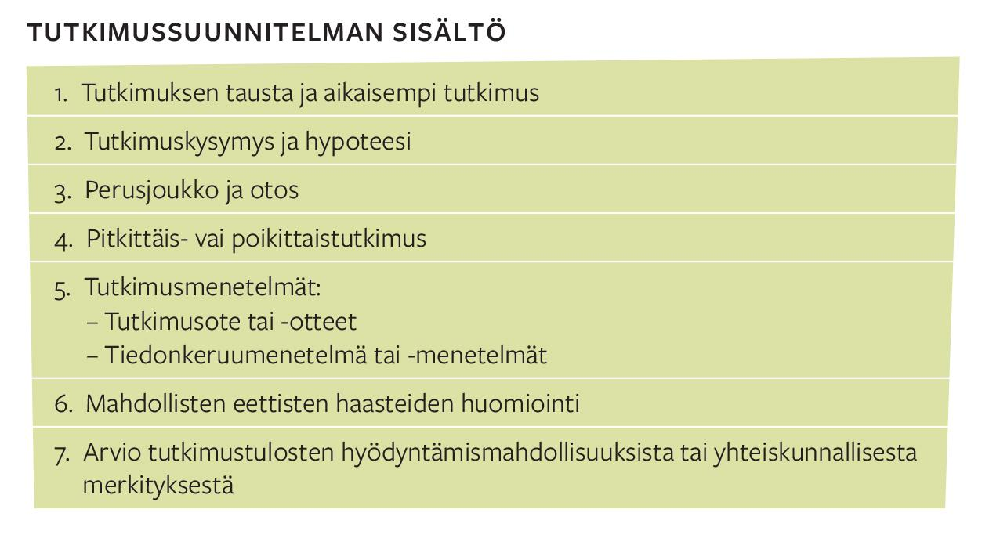 TUTKIMUSSUUNNITELMAN SISÄLTÖ
1. Tutkimuksen tausta ja aikaisempi tutkimus
2. Tutkimuskysymys ja hypoteesi
3. Perusjoukko ja otos
4. Pitkittäis- vai poikittaistutkimus
5. Tutkimusmenetelmät:
– Tutkimusote tai -otteet
– Tiedonkeruumenetelmä tai -menetelmät
6. Mahdollisten eettisten haasteiden huomiointi
7. Arvio tutkimustulosten hyödyntämismahdollisuuksista tai yhteiskunnallisesta
merkityksestä